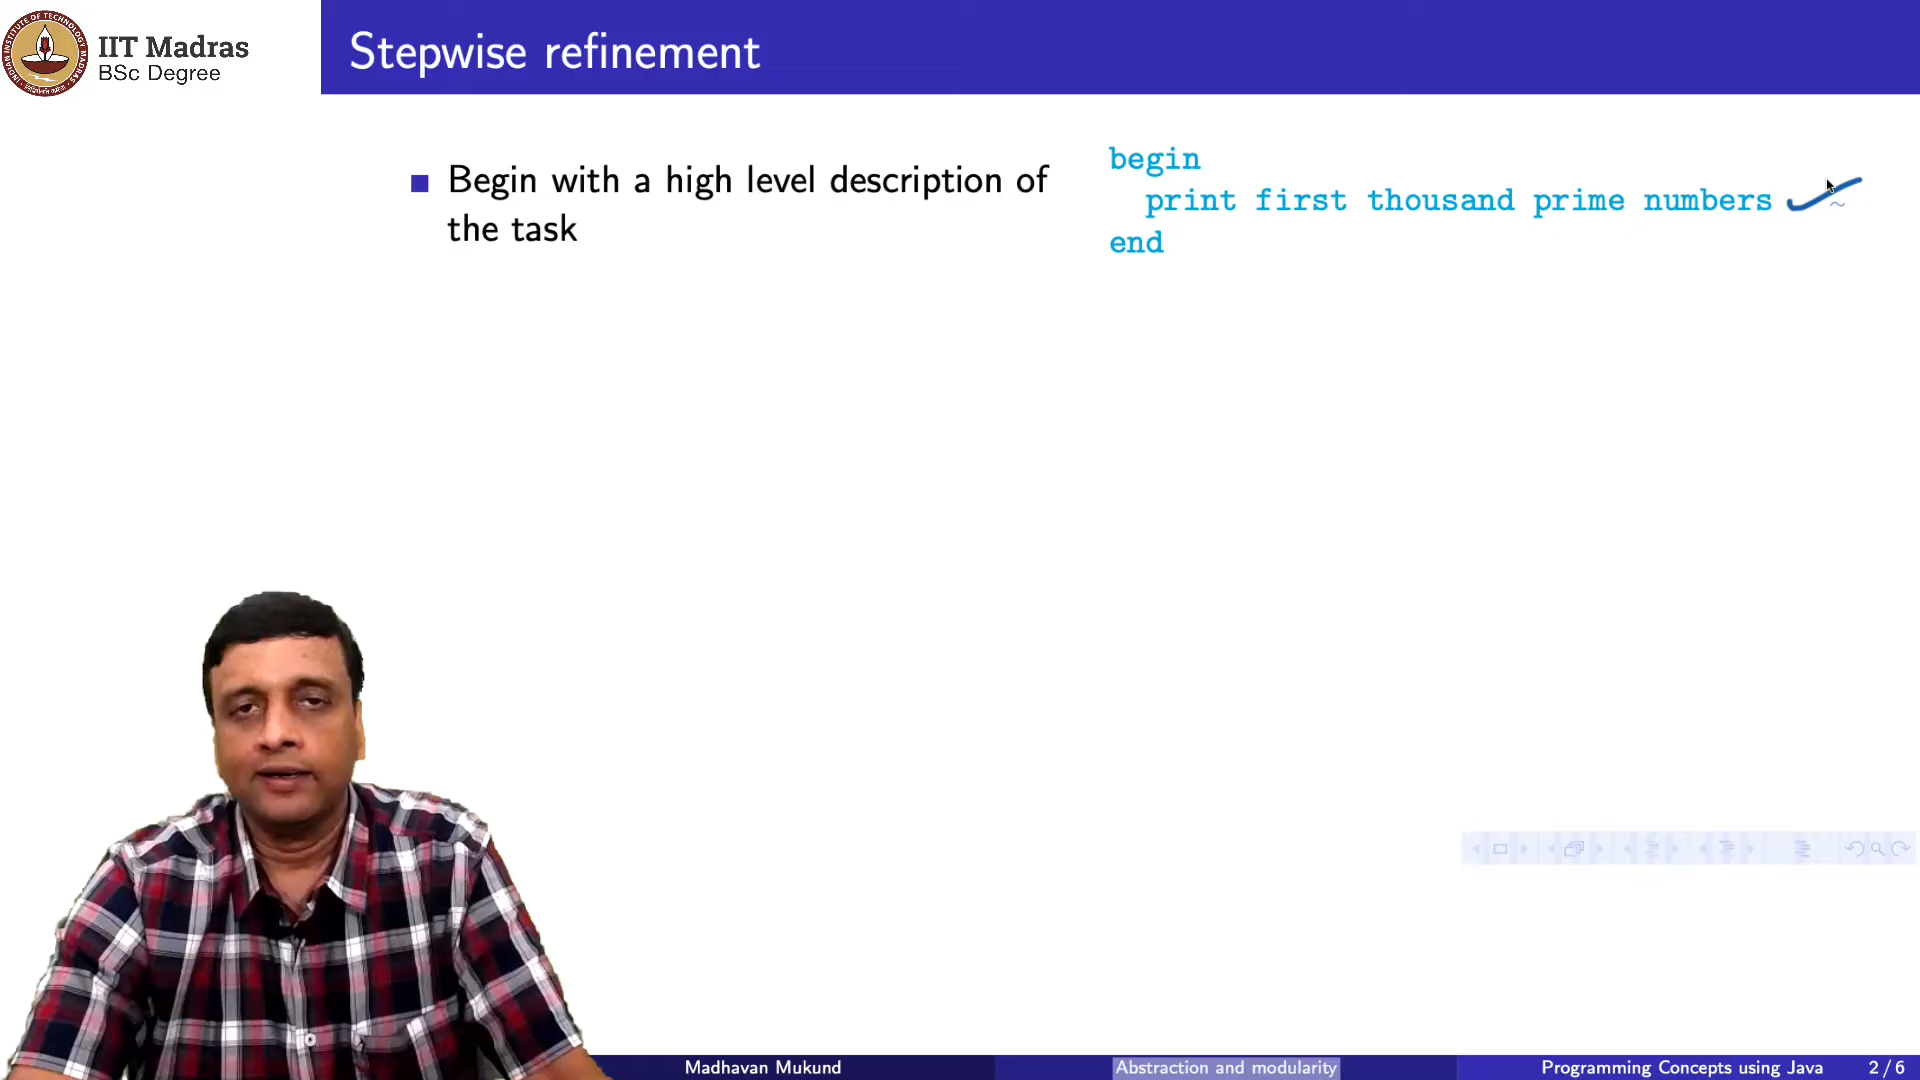 IIT Madras
BSc Degree
Stepwise refinement
Begin with a high level description of
the task
begin
print first thousand prime numbers
end
Madhavan Mukund
Abstraction and modularity
Programming Concepts using Java
2 / 6